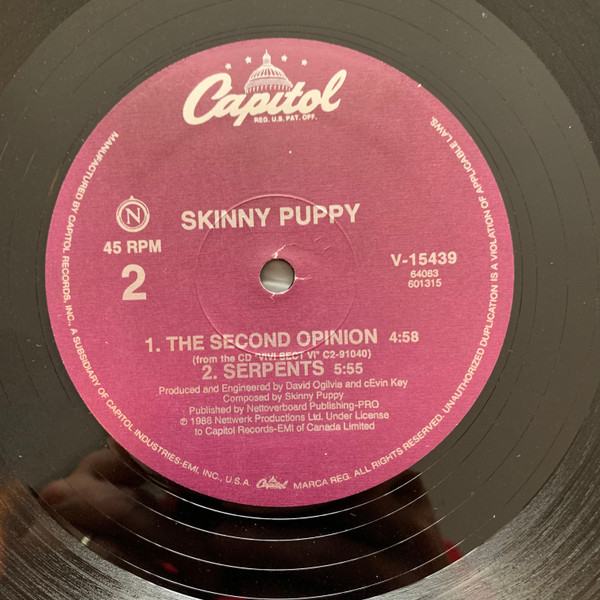 Capitol
REG. U.S. PAT. OFF.
N
SKINNY PUPPY
45 RPM
2
V-15439
64083
601315
1. THE SECOND OPINION 4:58
(from the CD "VIVI SECT VI" C2-91040)
2. SERPENTS 5:55
Produced and Engineered by David Ogilvie and cEvin Key
Composed by Skinny Puppy
Published by Nettoverboard Publishing-PRO
℗ 1988 Nettwerk Productions Ltd. Under License
to Capitol Records-EMI of Canada Limited
MANUFACTURED BY CAPITOL RECORDS, INC., A SUBSIDIARY OF CAPITOL INDUSTRIES-EMI, INC., U.S.A. Capitol MARCA REG. ALL RIGHTS RESERVED. UNAUTHORIZED DUPLICATION IS A VIOLATION OF APPLICABLE LAWS.